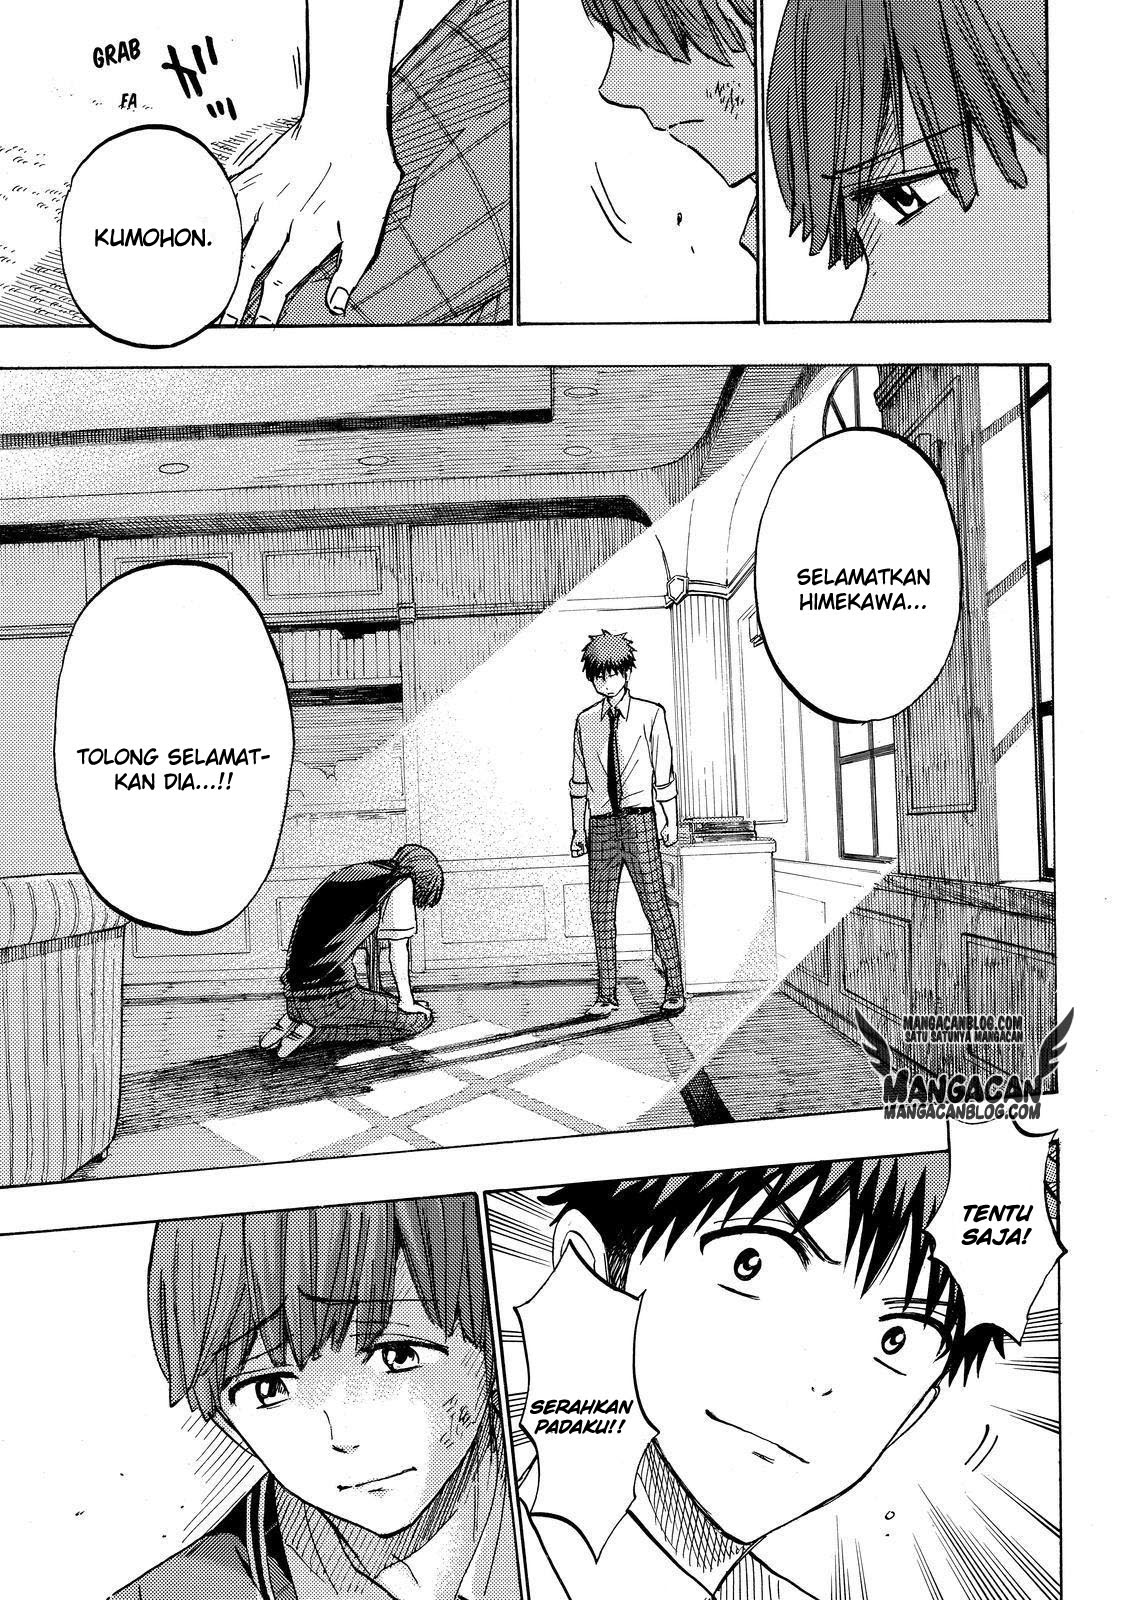 GRAB
EA
ガッ
KUMOHON.
SELAMATKAN
HIMEKAWA...
TOLONG SELAMAT-
KAN DIA...!!
MANGACANBLOG.COM
SATU SATUNYA MANGACAN
MANGACAN
MANGACANBLOG.COM
TENTU
SAJA!
SERAHKAN
PADAKU!!